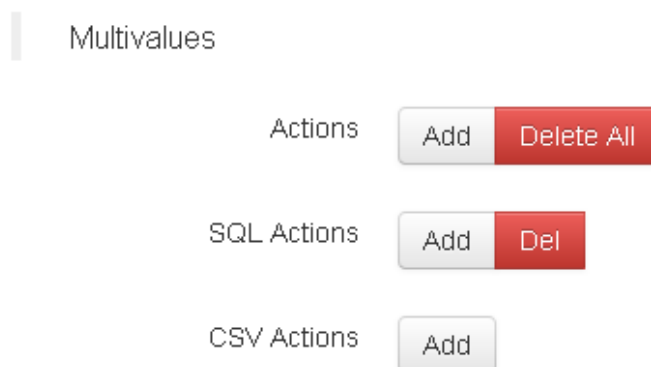 Multivalues
Actions Add Delete All
SQL Actions Add Del
CSV Actions Add